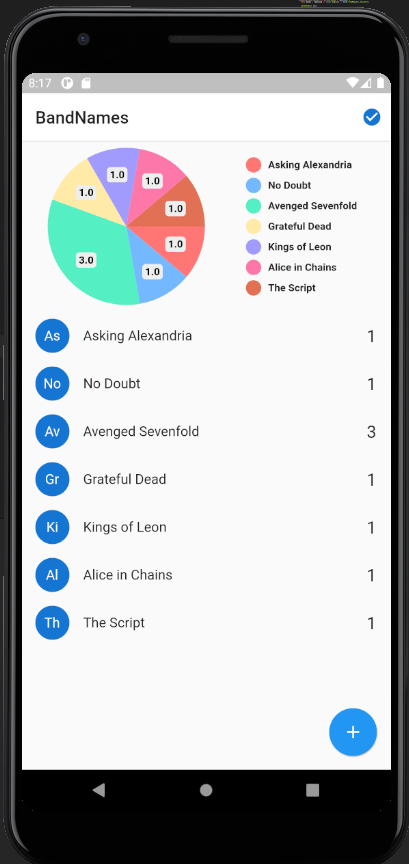 8:17
BandNames
1.0
1.0
1.0
1.0
1.0
3.0
1.0
Asking Alexandria
No Doubt
Avenged Sevenfold
Grateful Dead
Kings of Leon
Alice in Chains
The Script
As Asking Alexandria 1
No No Doubt 1
Av Avenged Sevenfold 3
Gr Grateful Dead 1
Ki Kings of Leon 1
Al Alice in Chains 1
Th The Script 1
+